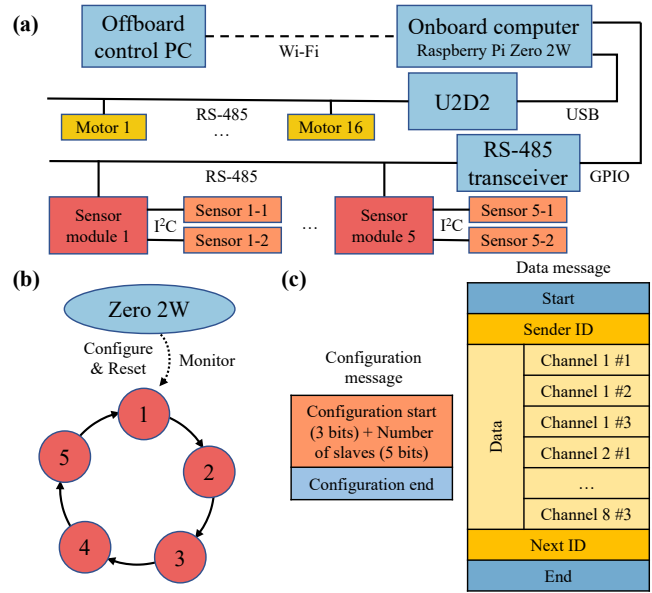 (a)
Offboard
control PC
Wi-Fi
Onboard computer
Raspberry Pi Zero 2W
U2D2
USB
RS-485
Motor 1
…
Motor 16
RS-485
transceiver
GPIO
RS-485
Sensor
module 1
I²C
Sensor 1-1
Sensor 1-2
…
Sensor
module 5
I²C
Sensor 5-1
Sensor 5-2
(b)
Zero 2W
Configure
& Reset
Monitor
1
2
3
4
5
(c)
Configuration
message
Configuration start
(3 bits) + Number
of slaves (5 bits)
Configuration end
Data message
Start
Sender ID
Data
Channel 1 #1
Channel 1 #2
Channel 1 #3
Channel 2 #1
…
Channel 8 #3
Next ID
End